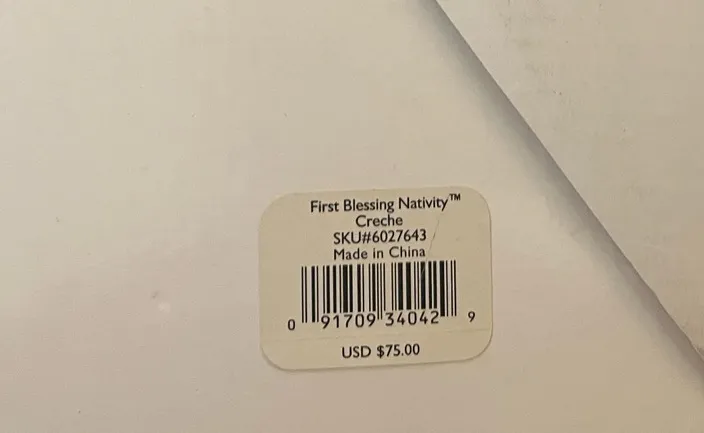 First Blessing Nativity™
Creche
SKU#6027643
Made in China
0 91709 34042 9
USD $75.00